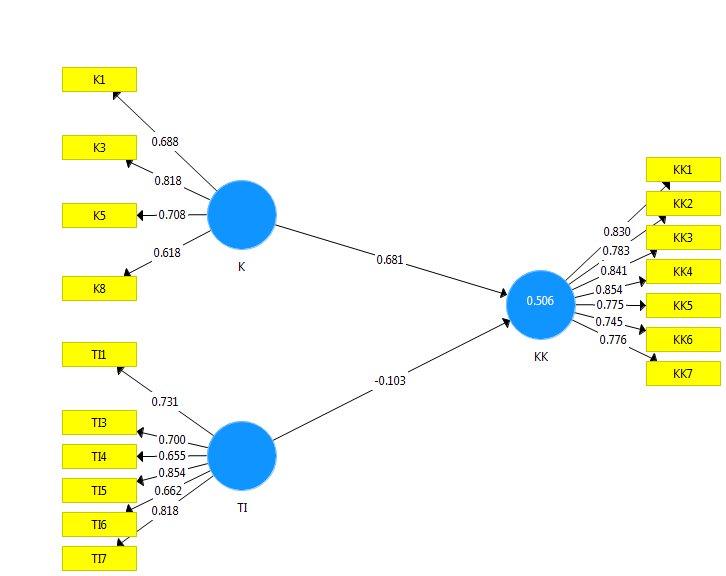 K1
K3
K5
K8
0.688
0.818
0.708
0.618
K
TI1
TI3
TI4
TI5
TI6
TI7
0.731
0.700
0.655
0.854
0.662
0.818
TI
0.681
-0.103
0.506
KK
0.830
0.783
0.841
0.854
0.775
0.745
0.776
KK1
KK2
KK3
KK4
KK5
KK6
KK7